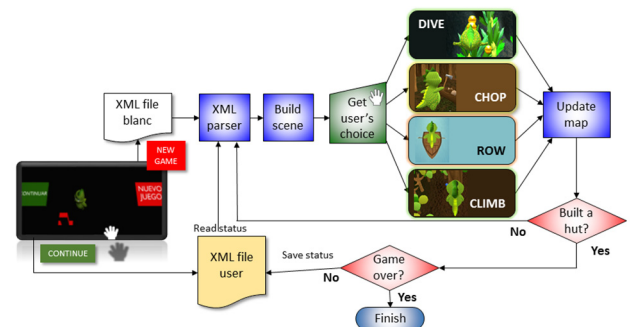 DIVE
XML file
blanc
XML
parser
Build
scene
Get
user's
choice
CHOP
Update
map
NEW
GAME
ROW
CONTINUAR
NUEVO
JUEGO
CLIMB
Built a
hut?
No
Yes
Read status
CONTINUE
XML file
user
Save status
Game
over?
No
Yes
Finish